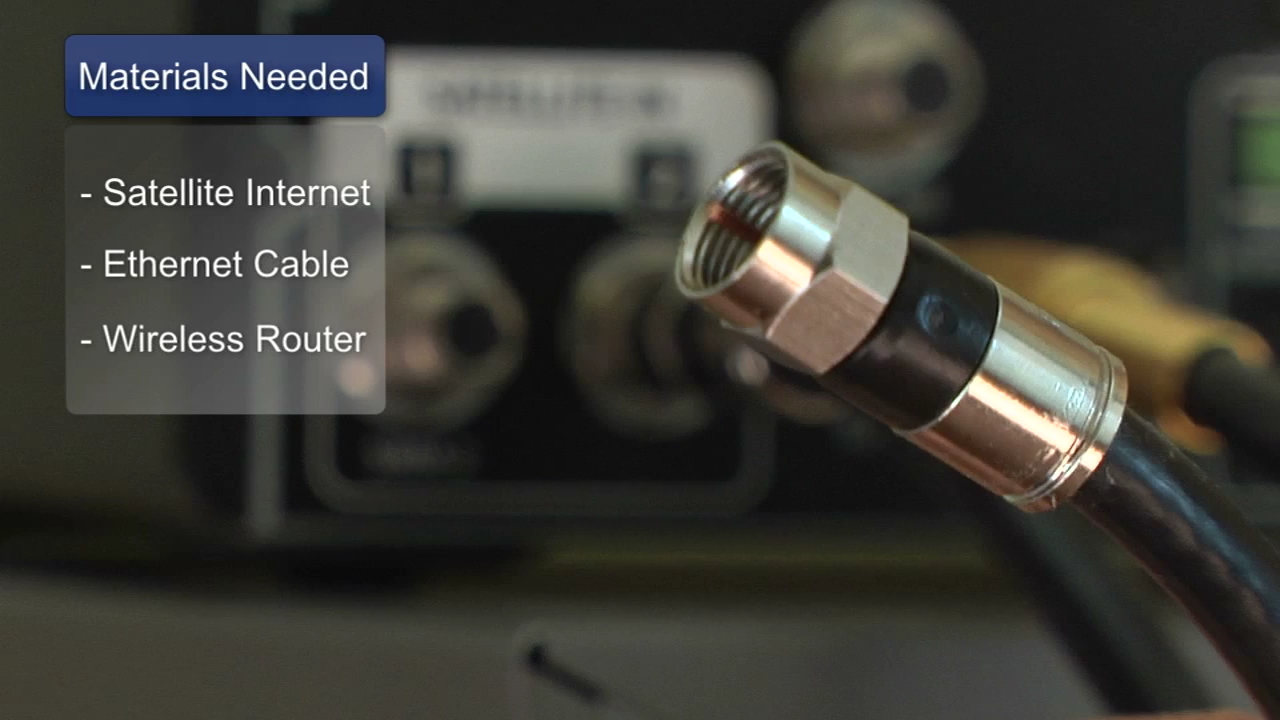 Materials Needed
- Satellite Internet
- Ethernet Cable
- Wireless Router